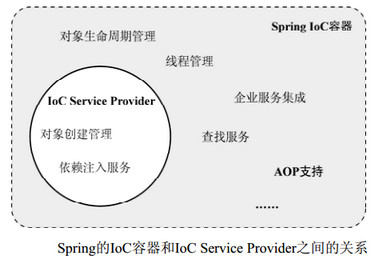 Spring IoC容器
对象生命周期管理
线程管理
IoC Service Provider
企业服务集成
对象创建管理
查找服务
依赖注入服务
AOP支持
......
Spring的IoC容器和IoC Service Provider之间的关系